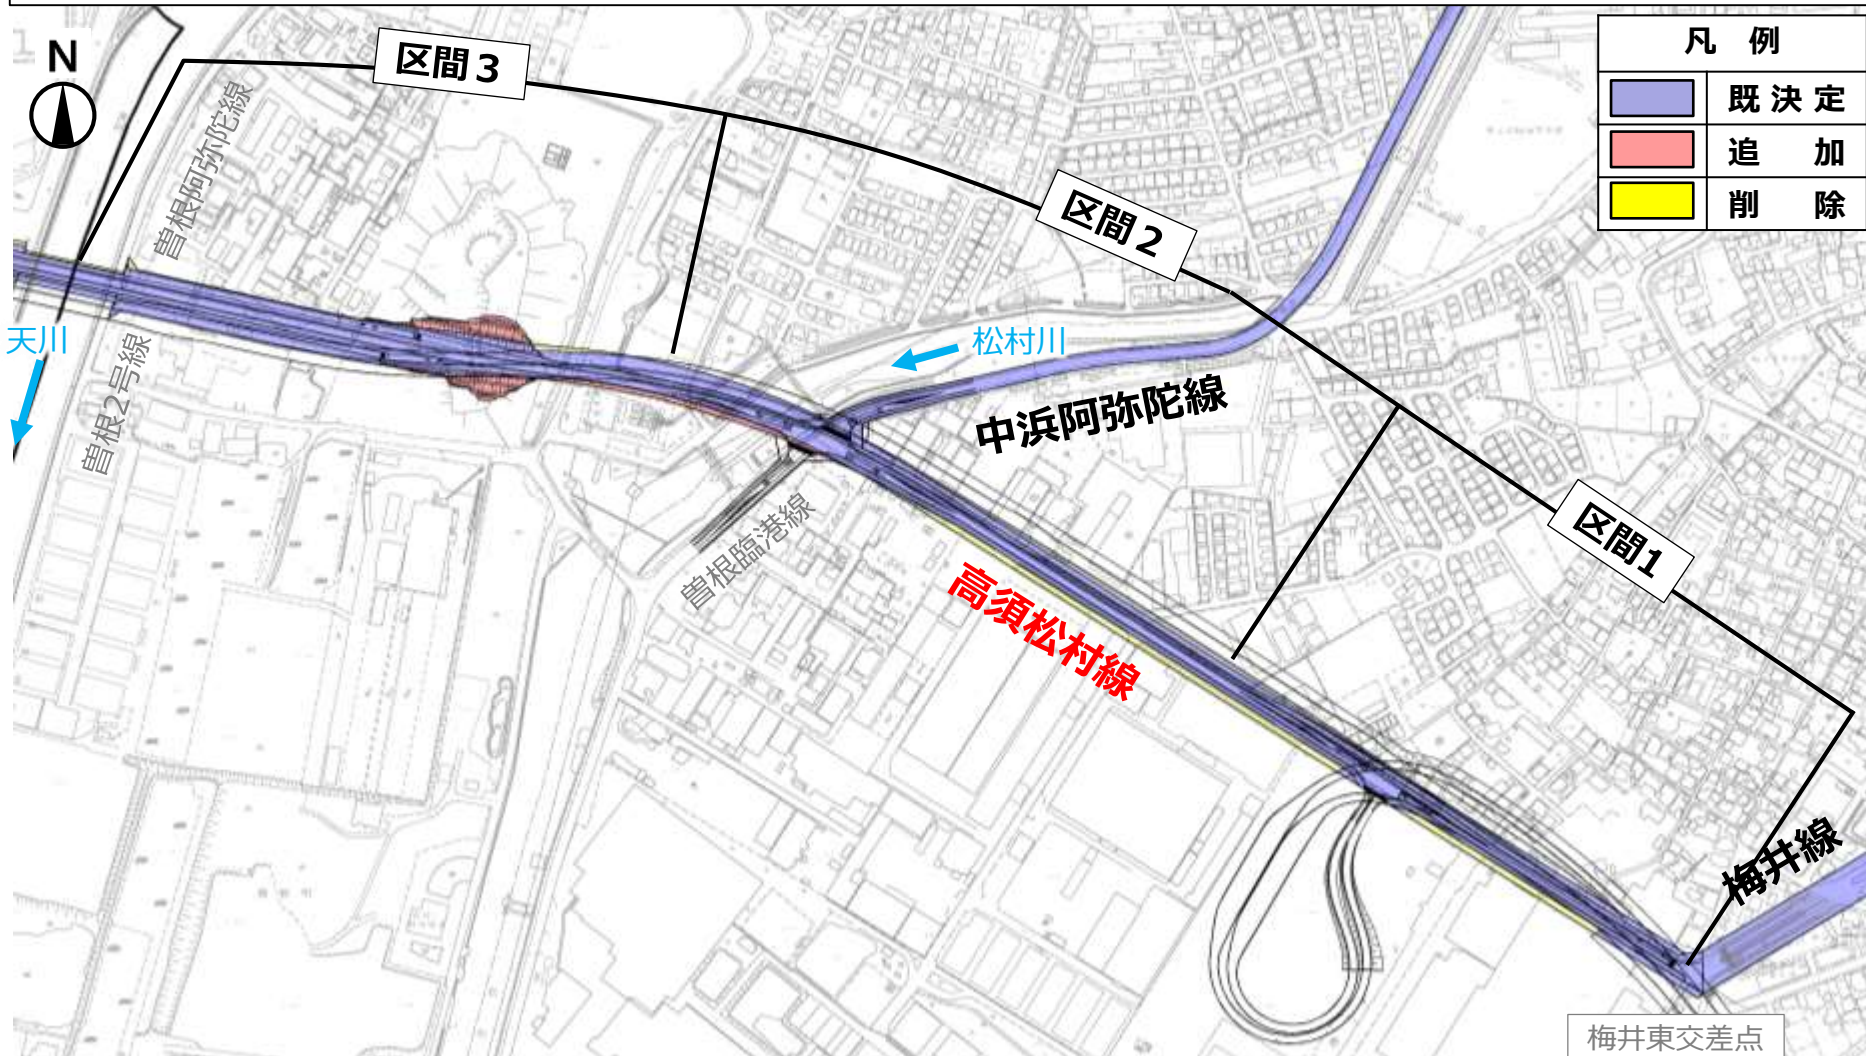 N
区間3
区間2
区間1
凡 例
既決定
追 加
削 除
曽根阿弥陀線
天川
曽根2号線
松村川
中浜阿弥陀線
曽根臨港線
高須松村線
梅井線
梅井東交差点